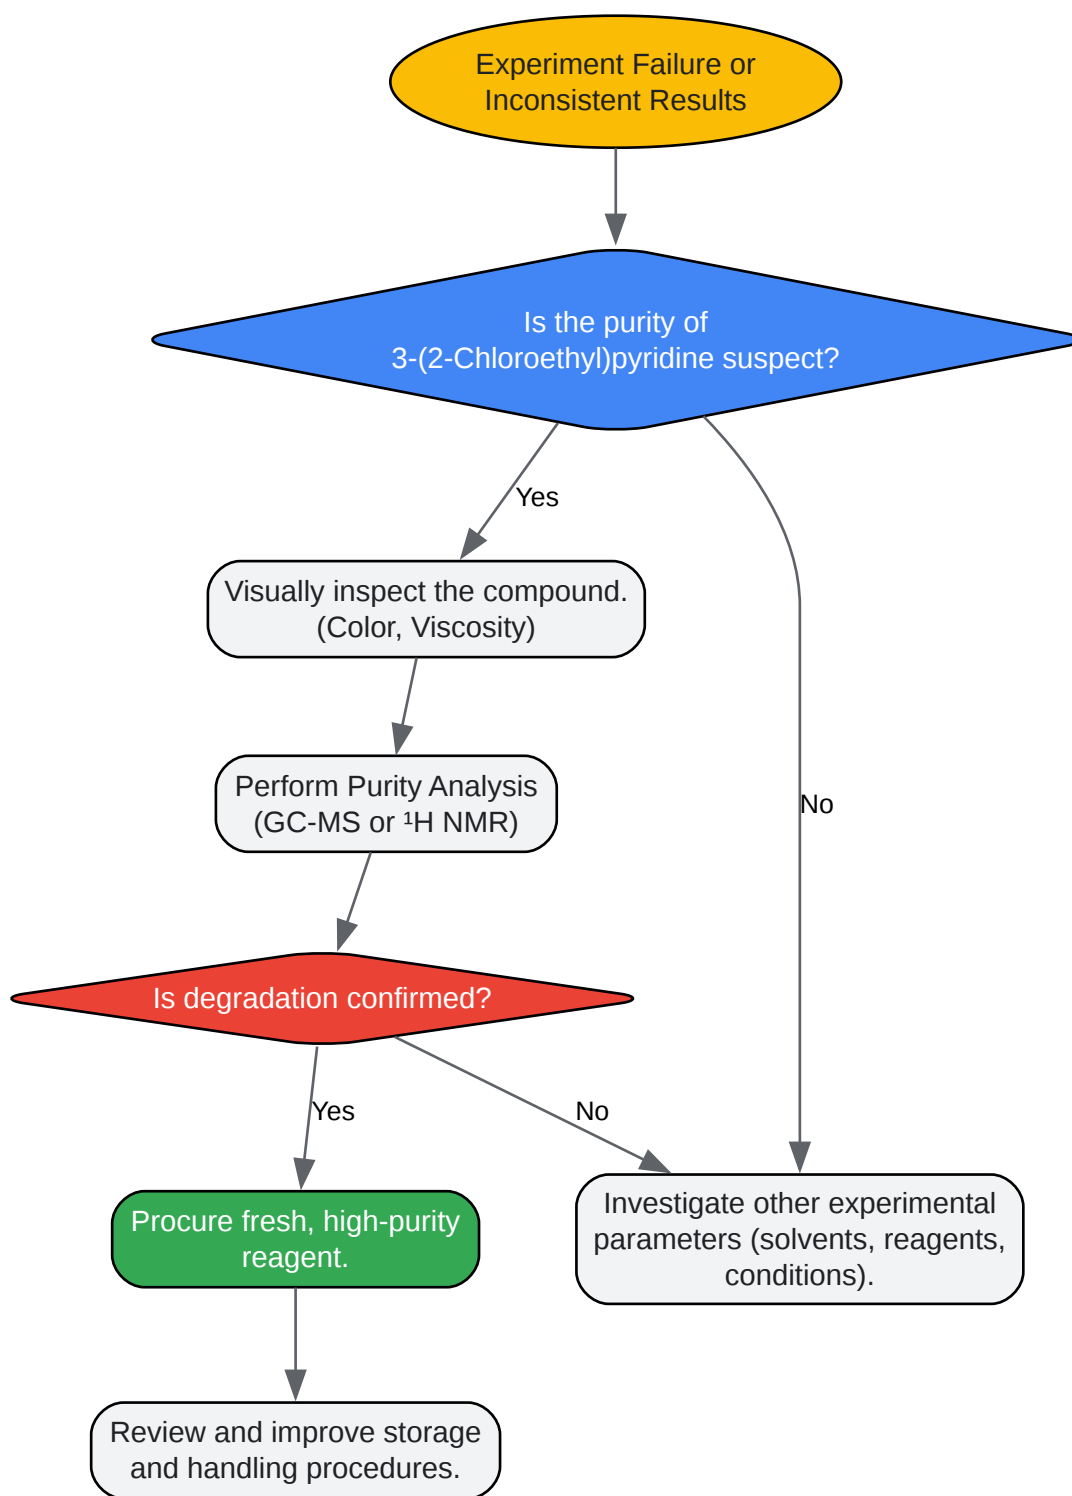 Experiment Failure or
Inconsistent Results
Is the purity of
3-(2-Chloroethyl)pyridine suspect?
Yes
Visually inspect the compound.
(Color, Viscosity)
Perform Purity Analysis
(GC-MS or ¹H NMR)
No
Is degradation confirmed?
Yes
No
Procure fresh, high-purity
reagent.
Investigate other experimental
parameters (solvents, reagents,
conditions).
Review and improve storage
and handling procedures.